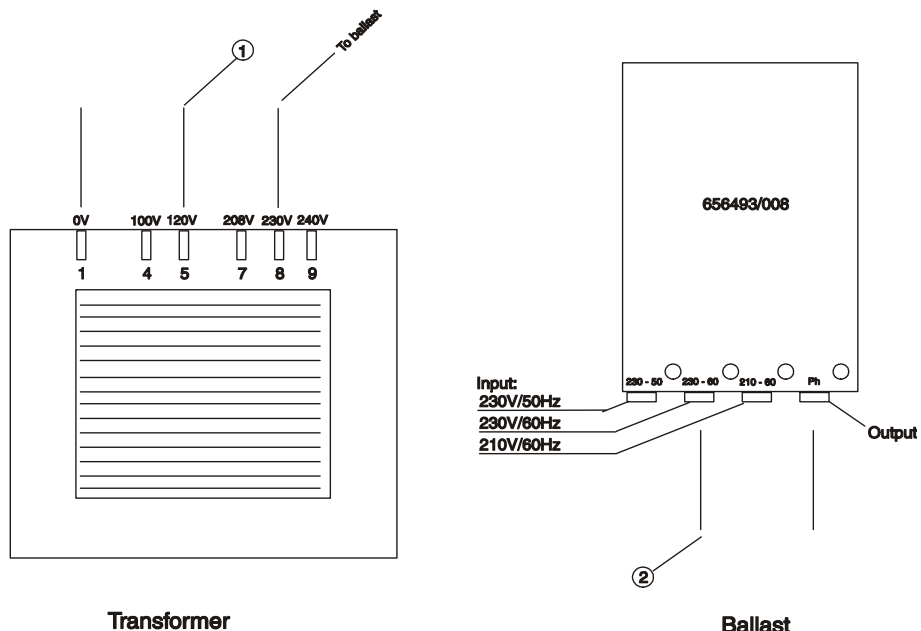 1
To ballast
0V 100V 120V 208V 230V 240V
1 4 5 7 8 9
Transformer
656493/008
230 - 50 230 - 60 210 - 60 Ph
Input:
230V/50Hz
230V/60Hz
210V/60Hz
Output
2
Ballast